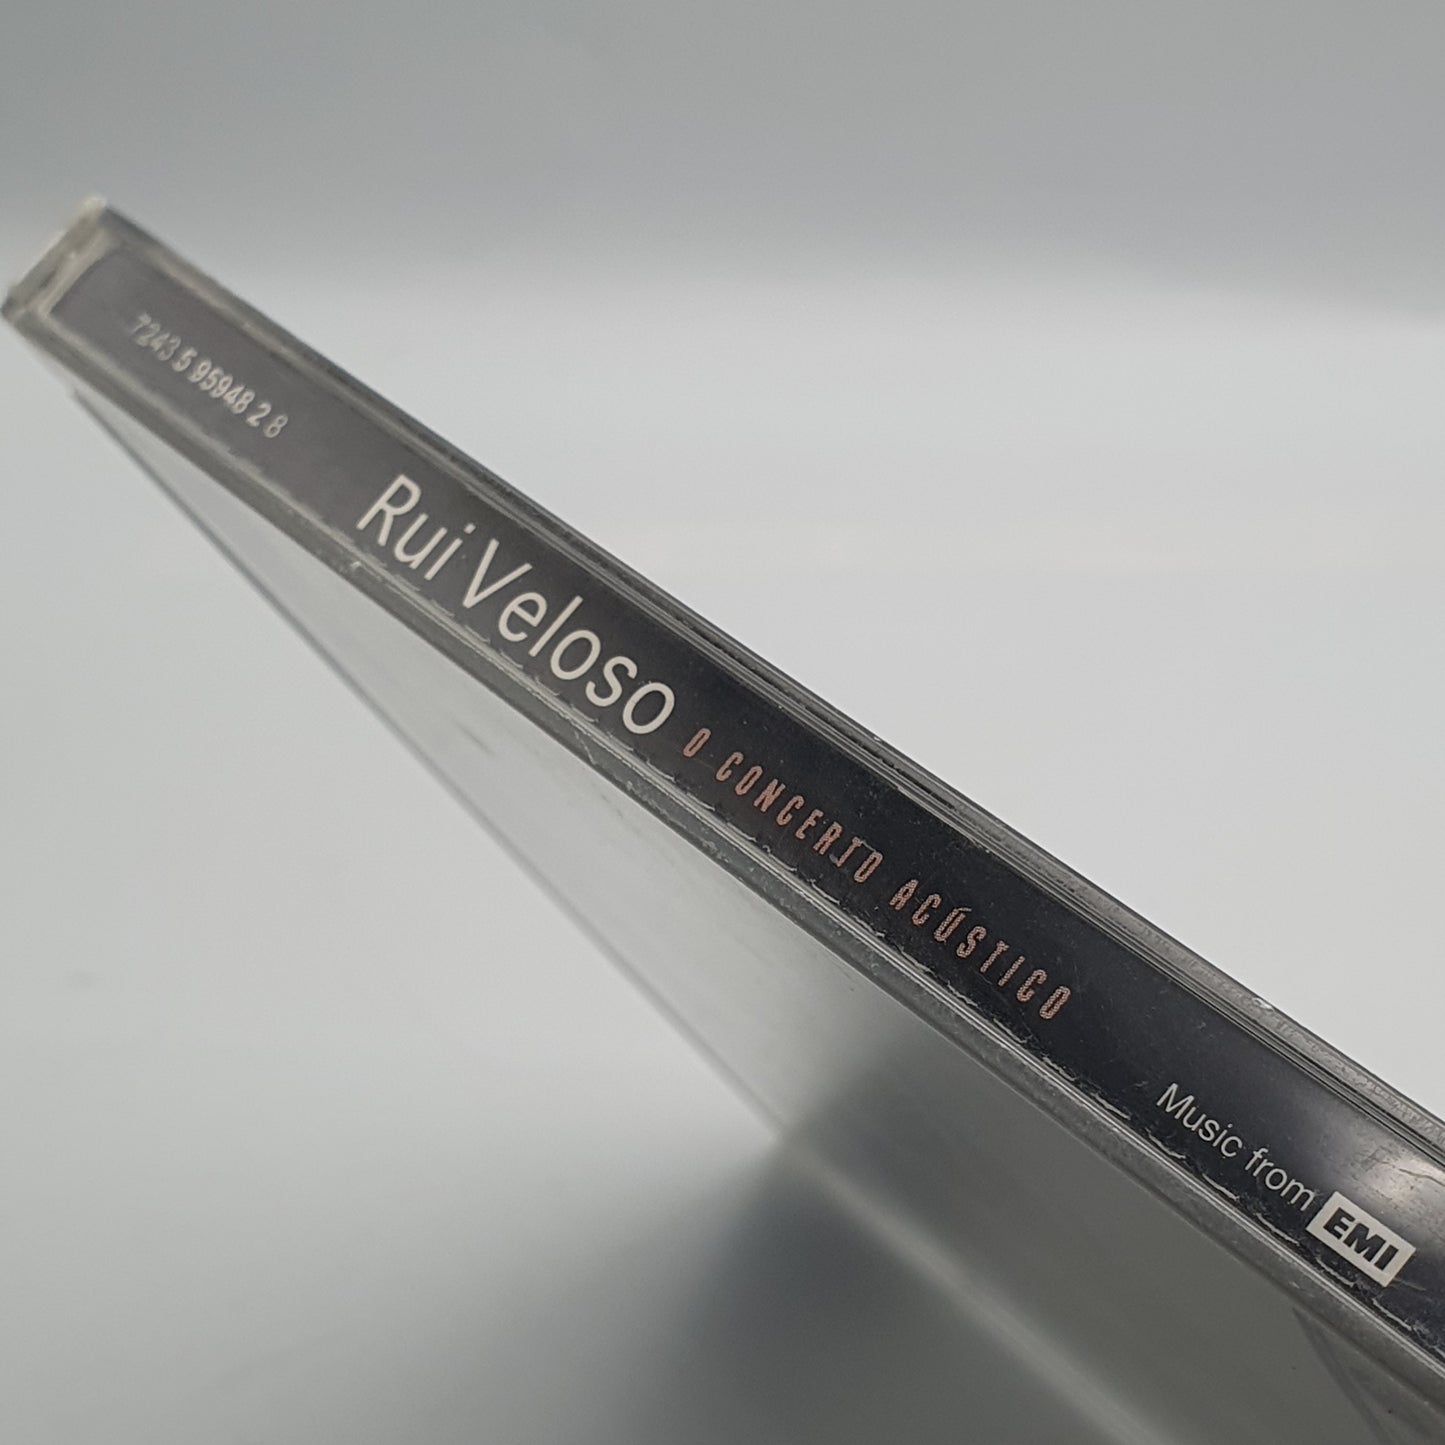 7243 5 95948 2 8
Rui Veloso O CONCERTO ACÚSTICO
Music from EMI